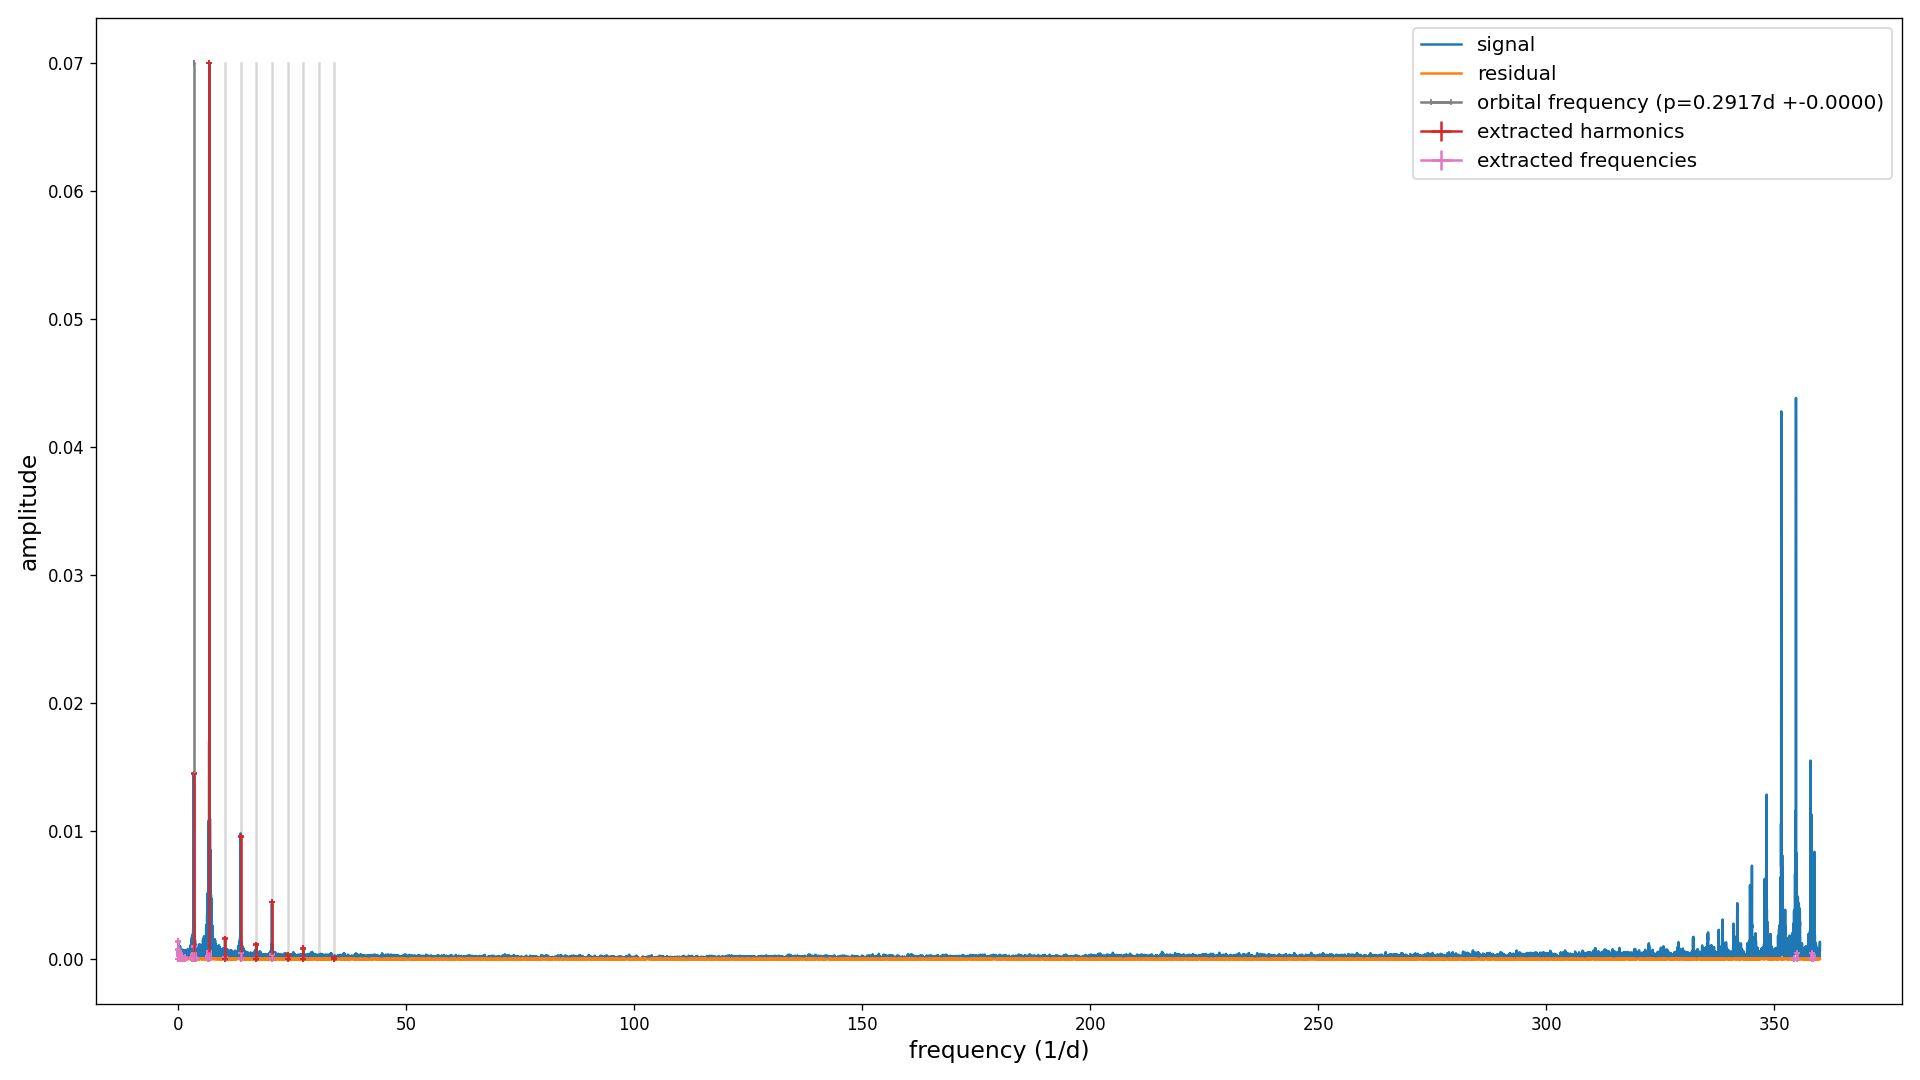 signal
residual
orbital frequency (p=0.2917d +-0.0000)
extracted harmonics
extracted frequencies
0.07
0.06
0.05
0.04
0.03
0.02
0.01
0.00
amplitude
0 50 100 150 200 250 300 350
frequency (1/d)